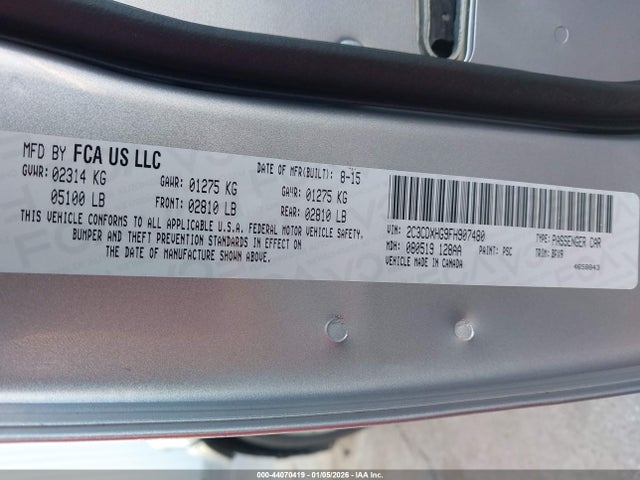 MFD BY FCA US LLC
DATE OF MFR(BUILT): 8-15
GVWR: 02314 KG
05100 LB
GAWR: 01275 KG
FRONT: 02810 LB
GAWR: 01275 KG
REAR: 02810 LB
THIS VEHICLE CONFORMS TO ALL APPLICABLE U.S.A. FEDERAL MOTOR VEHICLE SAFETY,
BUMPER AND THEFT PREVENTION STANDARDS IN EFFECT ON
THE DATE OF MANUFACTURE SHOWN ABOVE.
VIN: 2C3CDXHG9FH907480
TYPE: PASSENGER CAR
MDH: 080519 128AA
PAINT: PSC
TRIM: BRX9
VEHICLE MADE IN CANADA
4658843
000-44070419 | 01/05/2026 | IAA Inc.